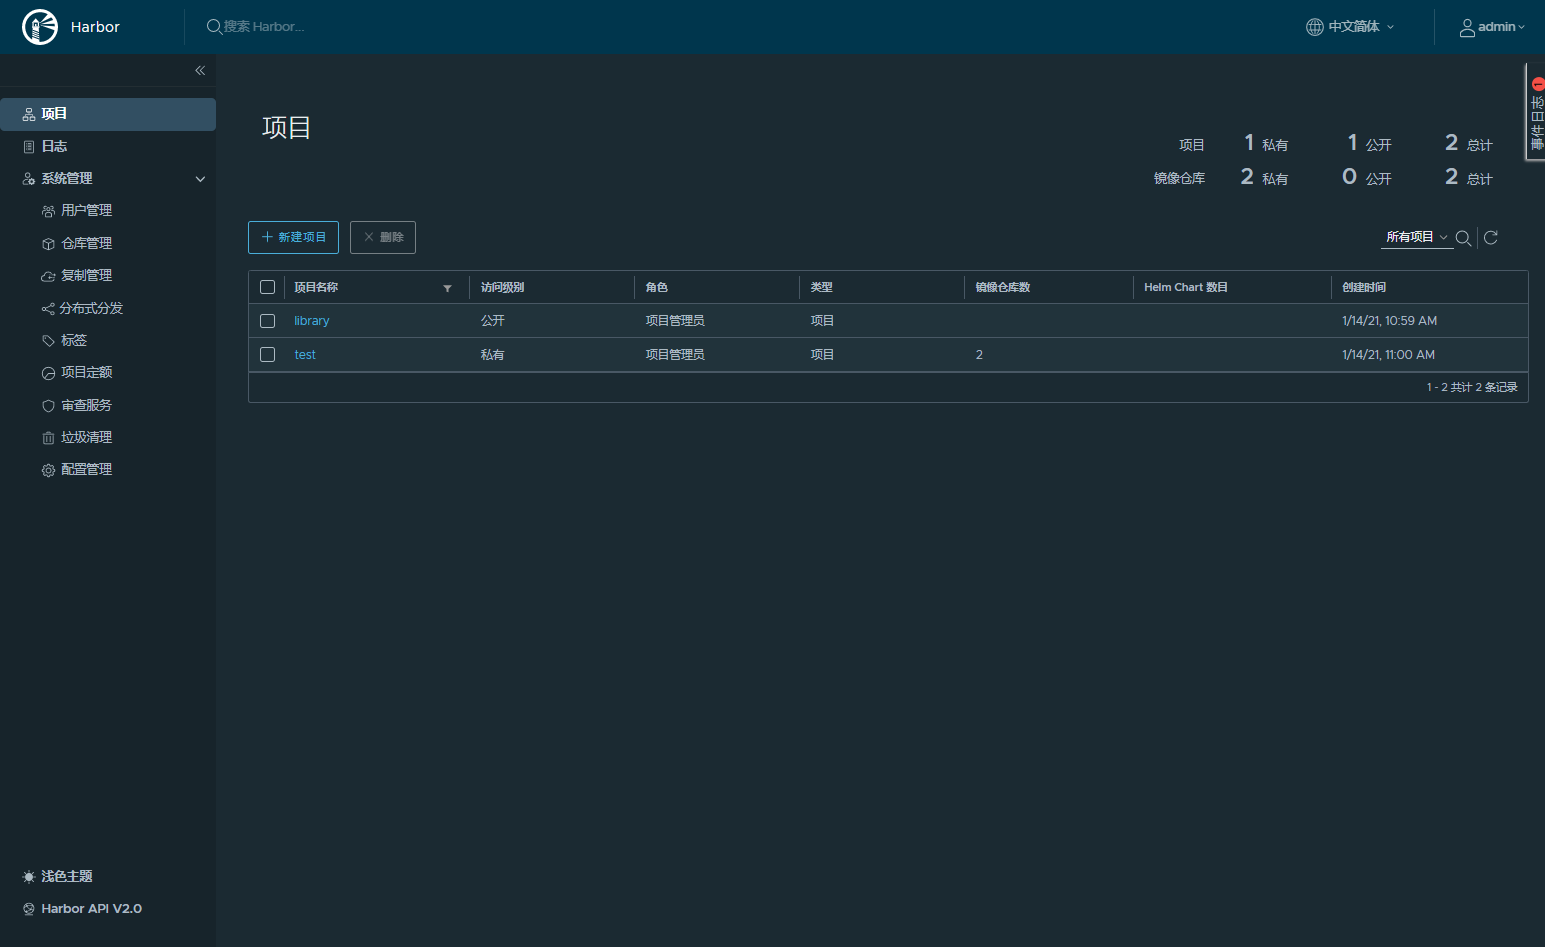 Harbor
搜索 Harbor...
中文简体
admin
项目
日志
系统管理
用户管理
仓库管理
复制管理
分布式分发
标签
项目定额
审查服务
垃圾清理
配置管理
浅色主题
Harbor API V2.0
项目
项目 1 私有 1 公开 2 总计
镜像仓库 2 私有 0 公开 2 总计
事件日志 1
新建项目 删除 所有项目
项目名称 访问级别 角色 类型 镜像仓库数 Helm Chart 数目 创建时间
library 公开 项目管理员 项目 1/14/21, 10:59 AM
test 私有 项目管理员 项目 2 1/14/21, 11:00 AM
1 - 2 共计 2 条记录